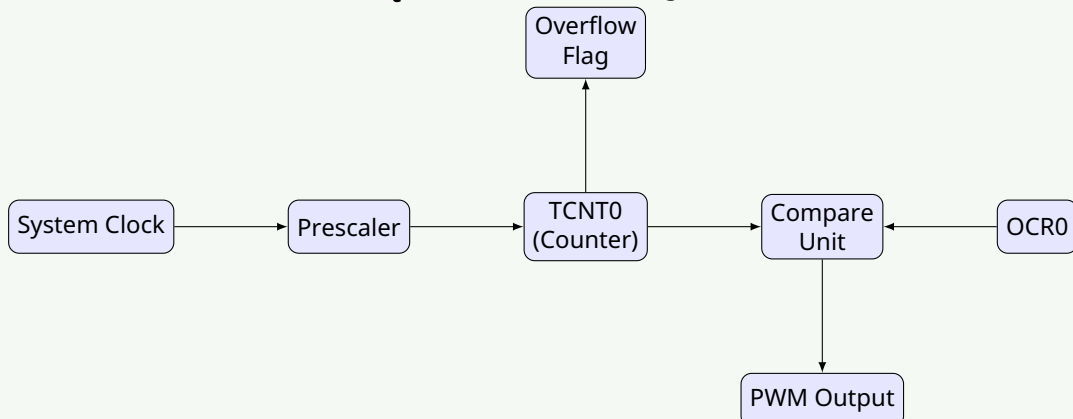 Overflow
Flag
System Clock
Prescaler
TCNT0
(Counter)
Compare
Unit
OCR0
PWM Output